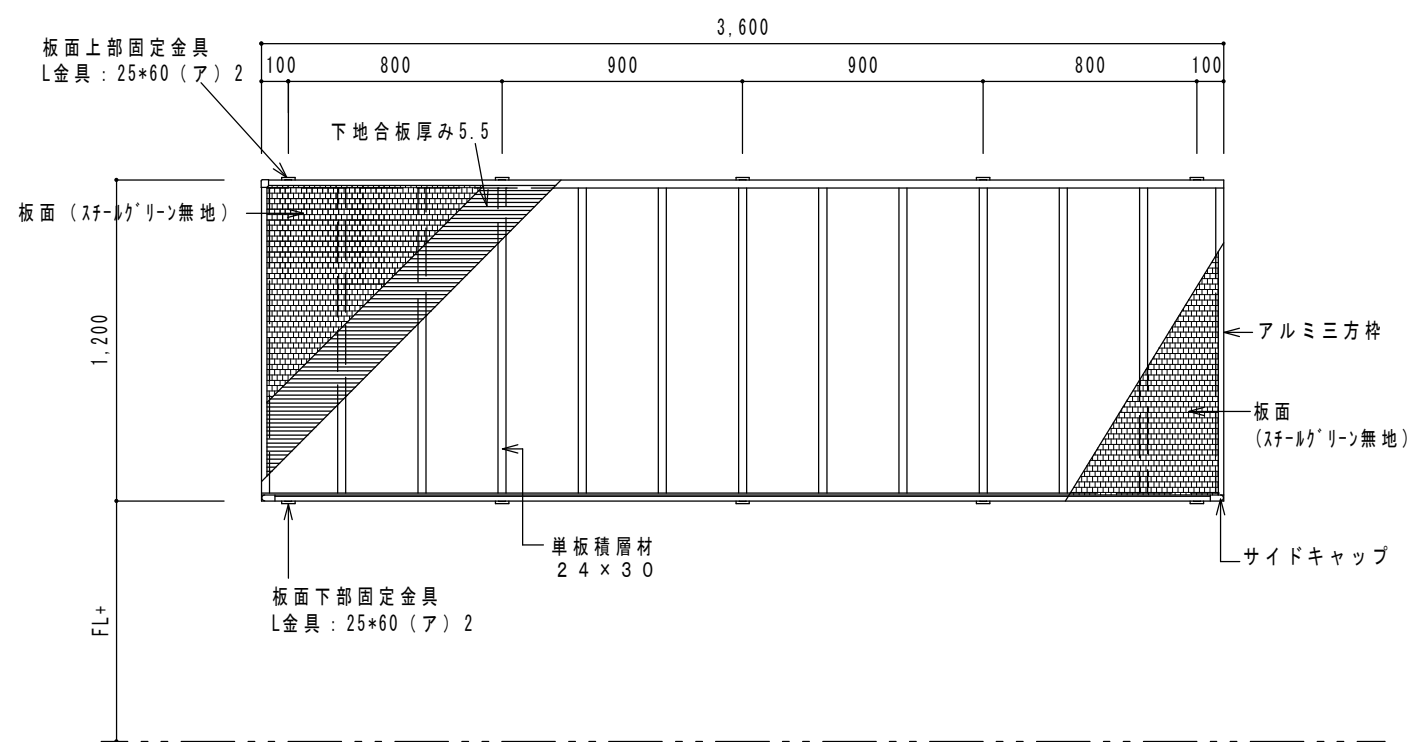 3,600
板面上部固定金具
L金具：25*60（ア）2
100
800
900
900
800
100
下地合板厚み5.5
板面（ｽﾁｰﾙｸﾞﾘｰﾝ無地）
1,200
アルミ三方枠
板面
（ｽﾁｰﾙｸﾞﾘｰﾝ無地）
単板積層材
２４×３０
サイドキャップ
板面下部固定金具
L金具：25*60（ア）2
FL+